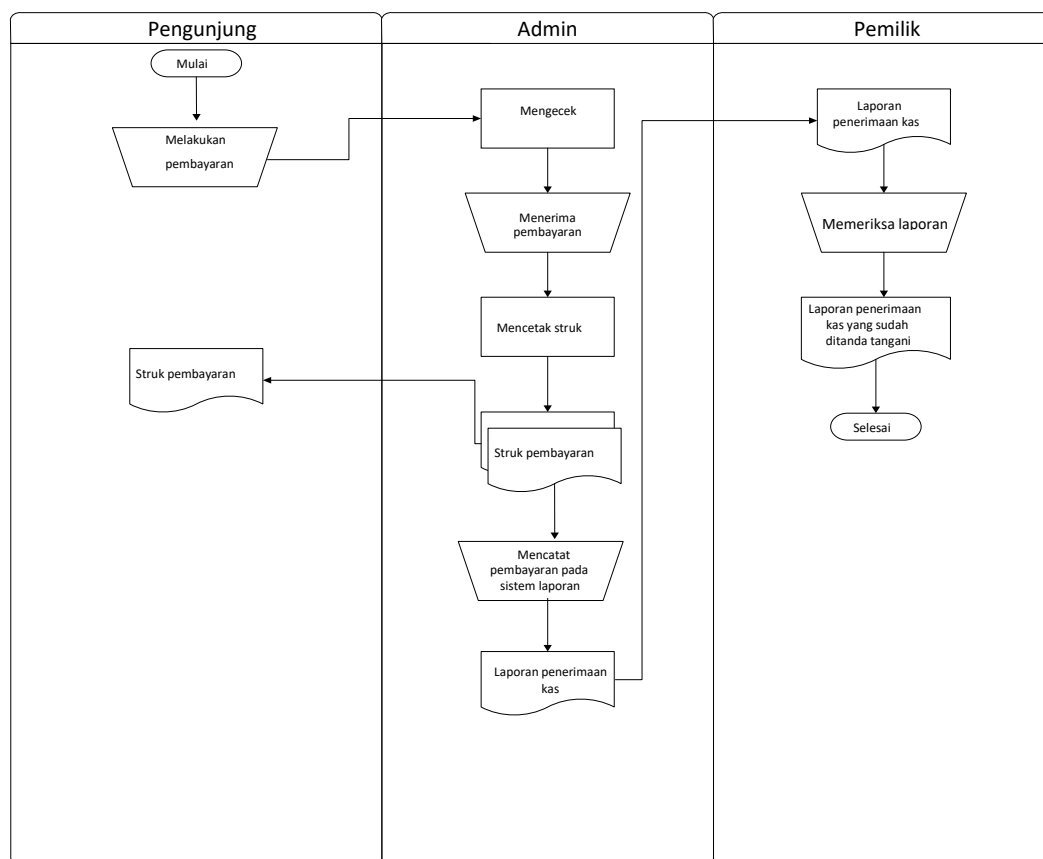 Pengunjung
Admin
Pemilik
Mulai
Melakukan
pembayaran
Mengecek
Menerima
pembayaran
Mencetak struk
Struk pembayaran
Struk pembayaran
Mencatat
pembayaran pada
sistem laporan
Laporan penerimaan
kas
Laporan
penerimaan kas
Memeriksa laporan
Laporan penerimaan
kas yang sudah
ditanda tangani
Selesai